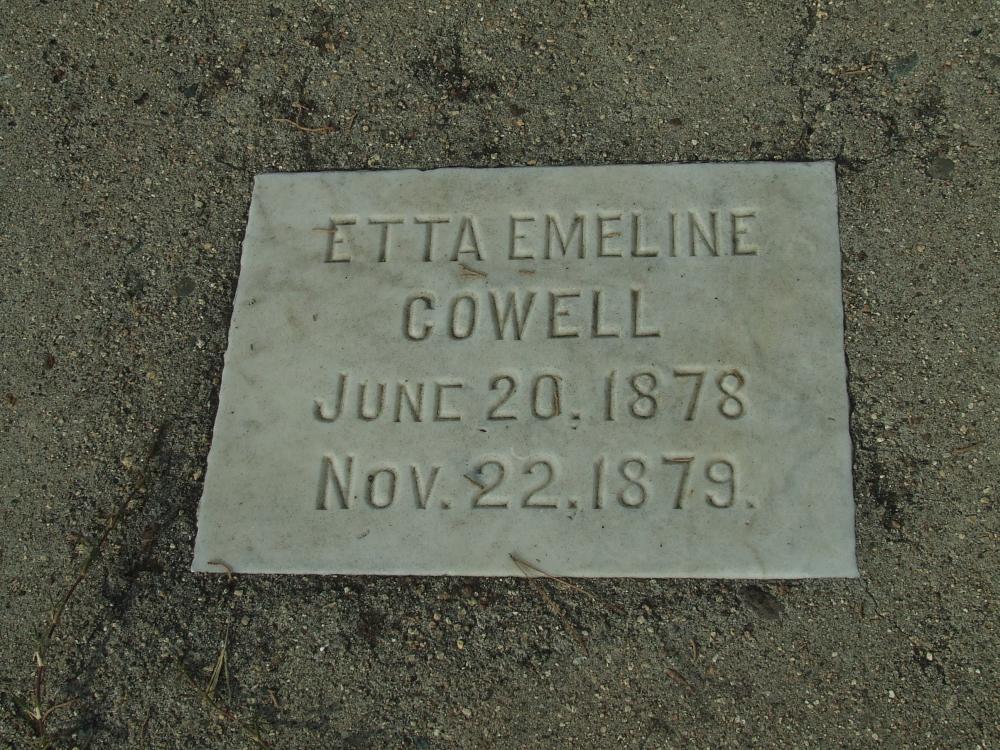 ETTA EMELINE
COWELL
JUNE 20, 1878
NOV. 22, 1879.